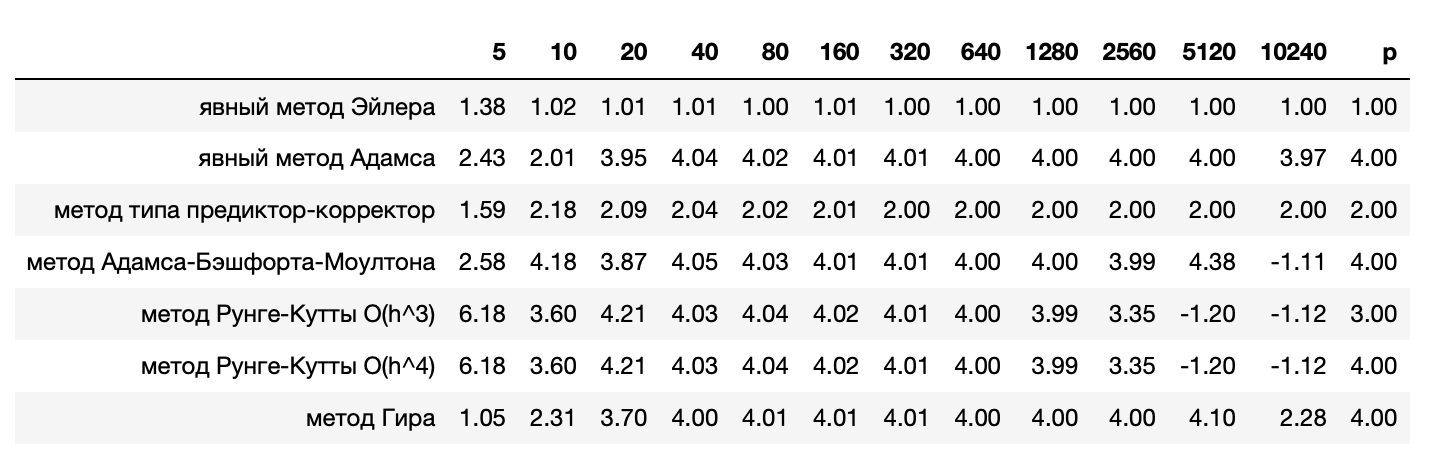 5 10 20 40 80 160 320 640 1280 2560 5120 10240 p
явный метод Эйлера 1.38 1.02 1.01 1.01 1.00 1.01 1.00 1.00 1.00 1.00 1.00 1.00 1.00
явный метод Адамса 2.43 2.01 3.95 4.04 4.02 4.01 4.01 4.00 4.00 4.00 4.00 3.97 4.00
метод типа предиктор-корректор 1.59 2.18 2.09 2.04 2.02 2.01 2.00 2.00 2.00 2.00 2.00 2.00 2.00
метод Адамса-Бэшфорта-Моултона 2.58 4.18 3.87 4.05 4.03 4.01 4.01 4.00 4.00 3.99 4.38 -1.11 4.00
метод Рунге-Кутты O(h^3) 6.18 3.60 4.21 4.03 4.04 4.02 4.01 4.00 3.99 3.35 -1.20 -1.12 3.00
метод Рунге-Кутты O(h^4) 6.18 3.60 4.21 4.03 4.04 4.02 4.01 4.00 3.99 3.35 -1.20 -1.12 4.00
метод Гира 1.05 2.31 3.70 4.00 4.01 4.01 4.01 4.00 4.00 4.00 4.10 2.28 4.00